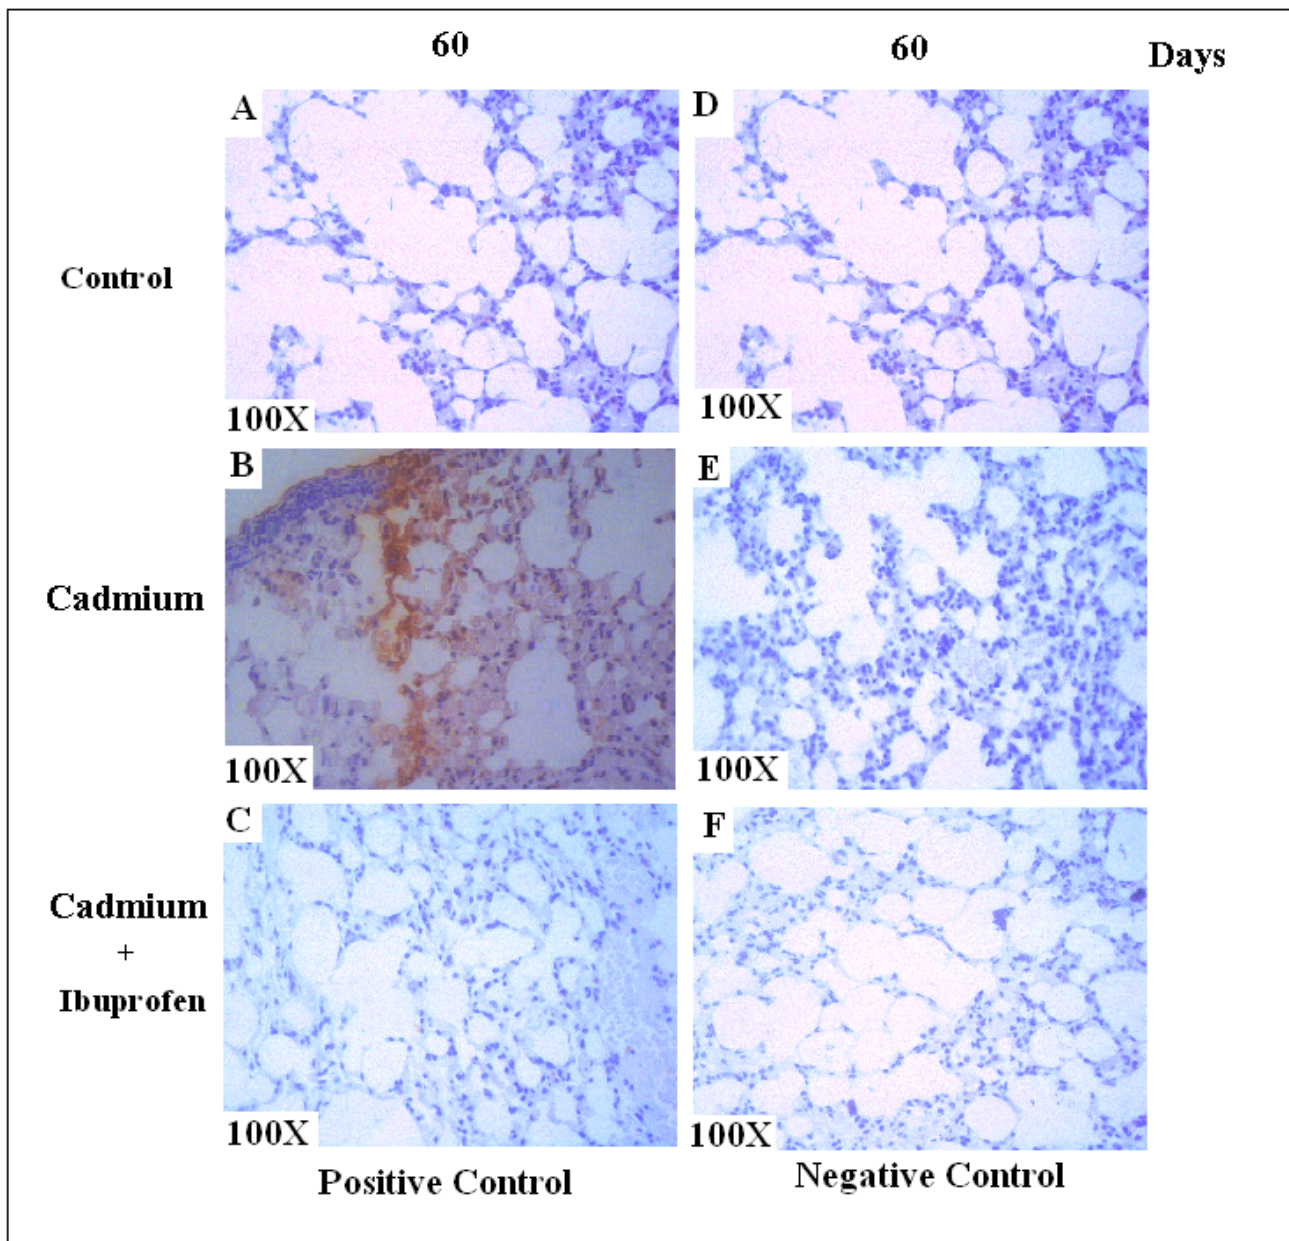 60 60 Days
A D
Control
100X 100X
B E
Cadmium
100X 100X
C F
Cadmium
+
Ibuprofen
100X 100X
Positive Control Negative Control